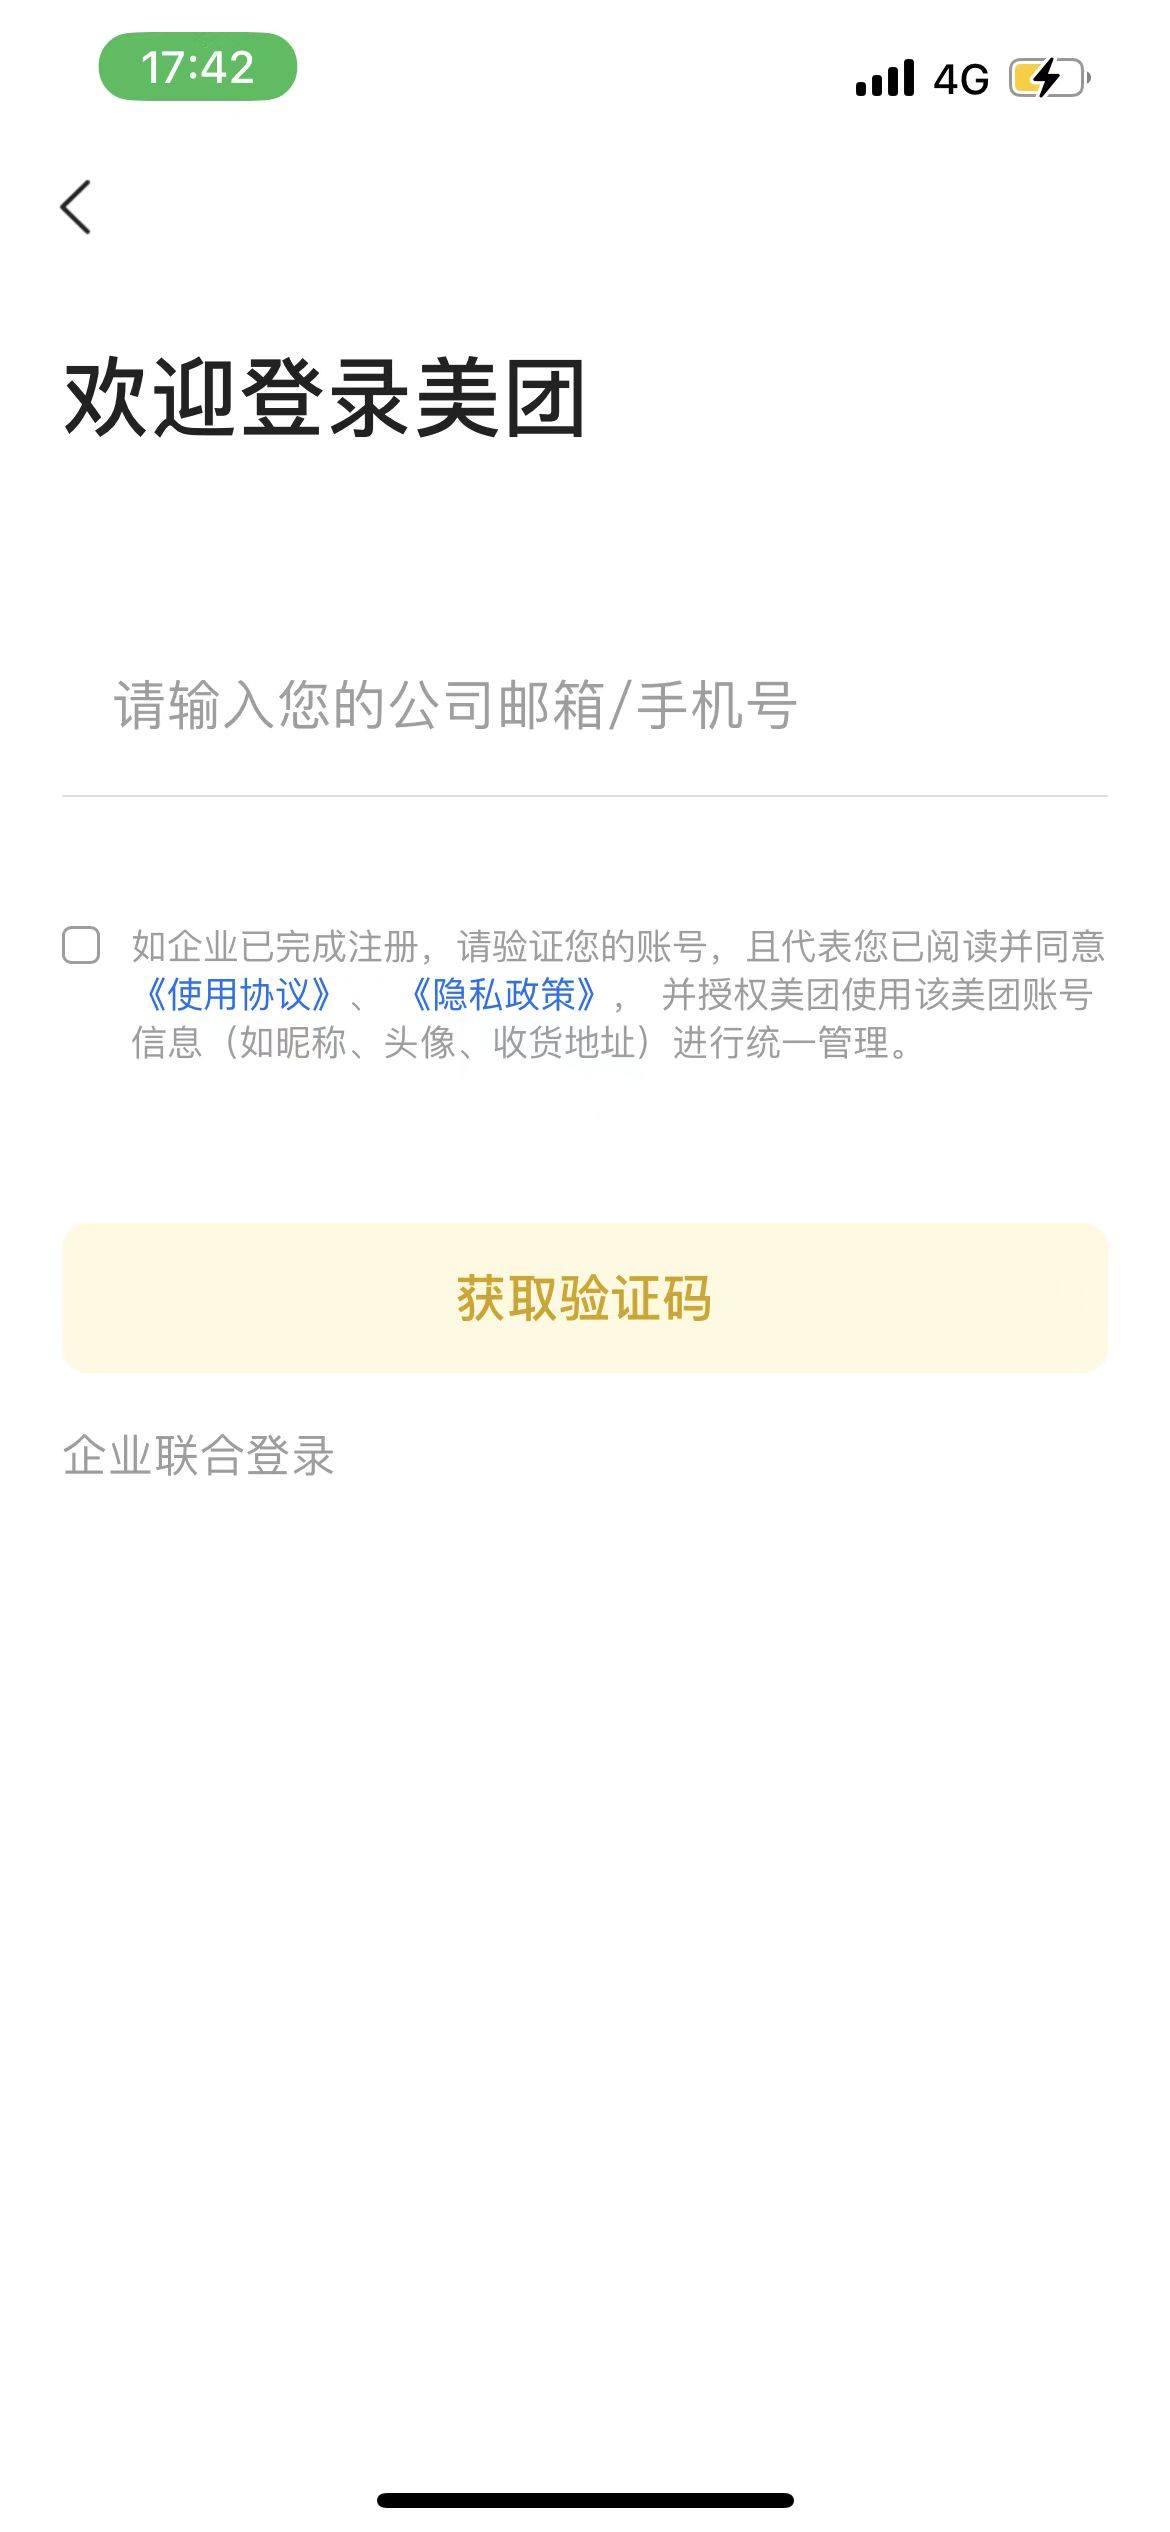 17:42
4G
欢迎登录美团
请输入您的公司邮箱/手机号
如企业已完成注册，请验证您的账号，且代表您已阅读并同意
《使用协议》、《隐私政策》，并授权美团使用该美团账号
信息（如昵称、头像、收货地址）进行统一管理。
获取验证码
企业联合登录